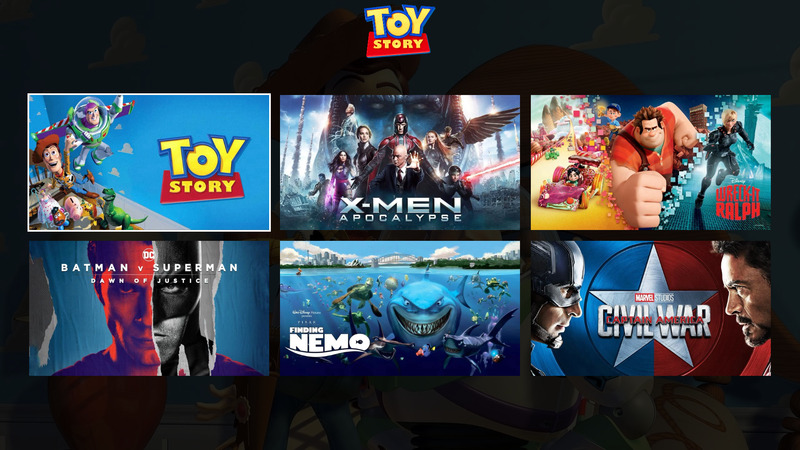 TOY
STORY
TOY
STORY
X-MEN
APOCALYPSE
WRECK-IT
RALPH
DC
BATMAN v SUPERMAN
DAWN OF JUSTICE
PIXAR
FINDING
NEMO
MARVEL STUDIOS
CAPTAIN AMERICA
CIVIL WAR